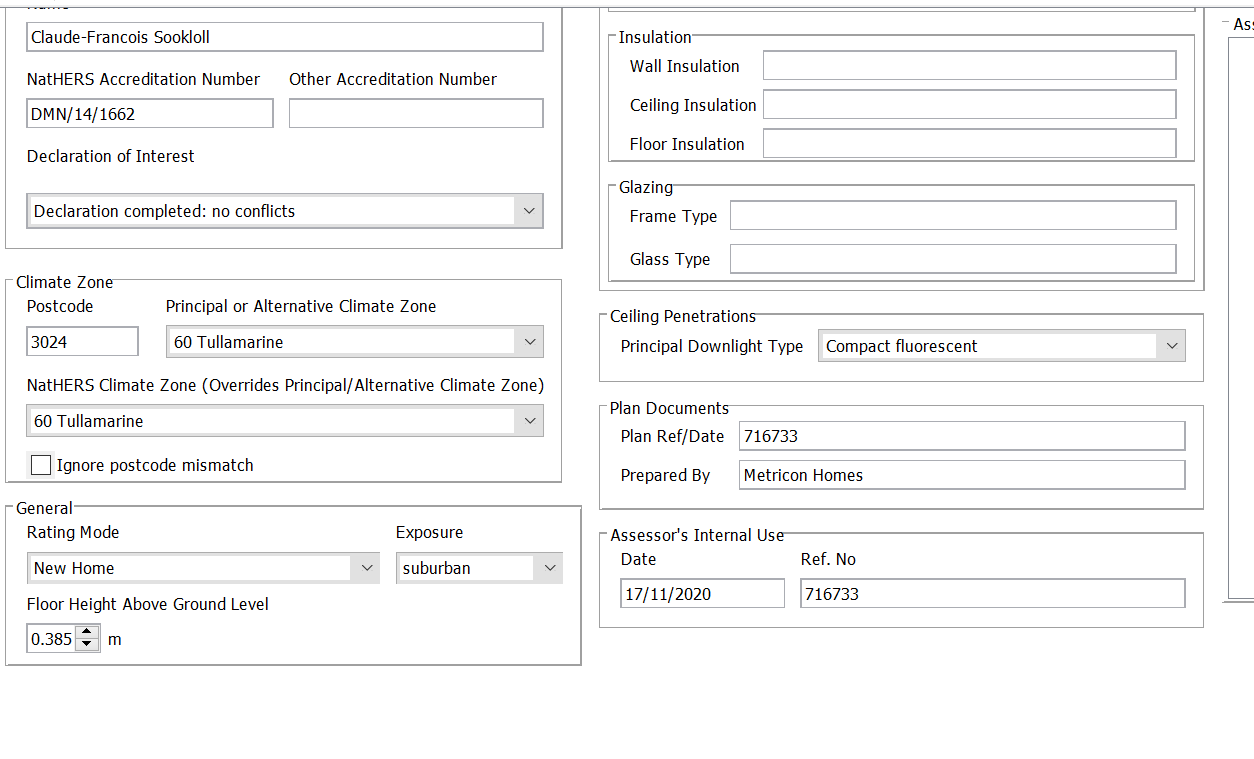 Name
Claude-Francois Sookloll
NatHERS Accreditation Number Other Accreditation Number
DMN/14/1662
Declaration of Interest
Declaration completed: no conflicts
Climate Zone
Postcode Principal or Alternative Climate Zone
3024 60 Tullamarine
NatHERS Climate Zone (Overrides Principal/Alternative Climate Zone)
60 Tullamarine
Ignore postcode mismatch
General
Rating Mode Exposure
New Home suburban
Floor Height Above Ground Level
0.385 m
Insulation
Wall Insulation
Ceiling Insulation
Floor Insulation
Glazing
Frame Type
Glass Type
Ceiling Penetrations
Principal Downlight Type Compact fluorescent
Plan Documents
Plan Ref/Date 716733
Prepared By Metricon Homes
Assessor's Internal Use
Date Ref. No
17/11/2020 716733